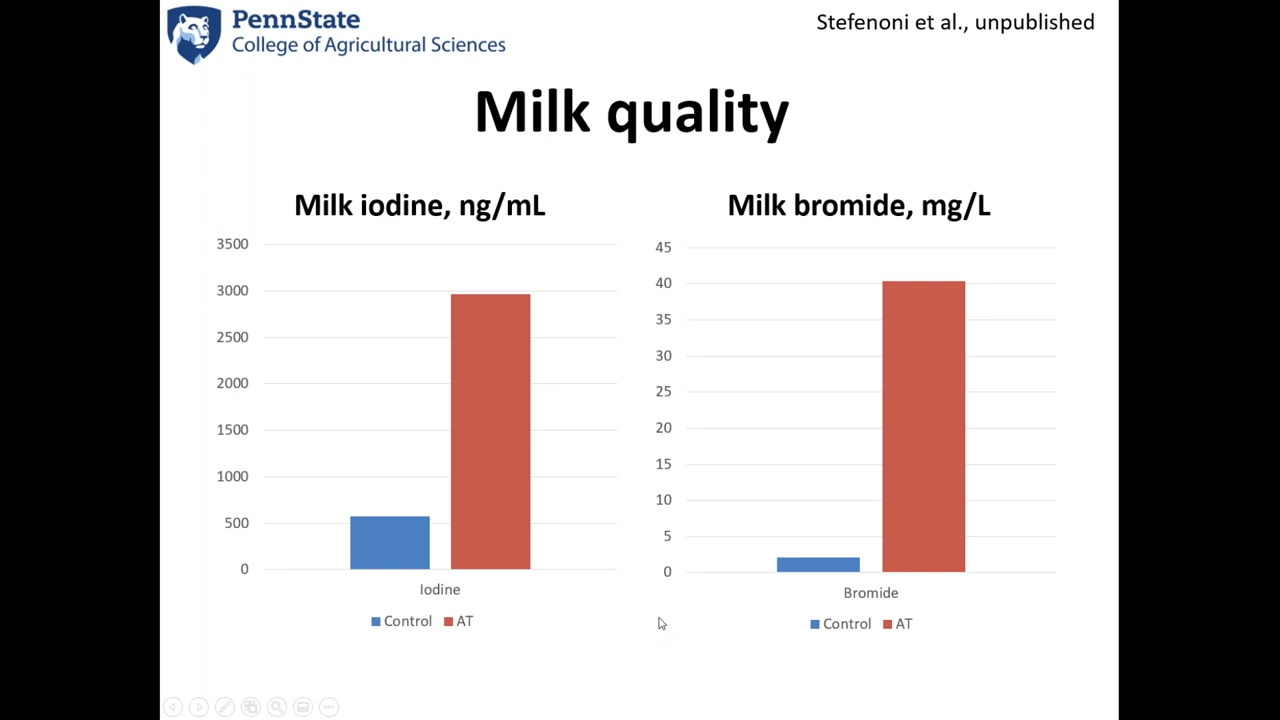 PennState
College of Agricultural Sciences
Stefenoni et al., unpublished
Milk quality
Milk iodine, ng/mL
3500
3000
2500
2000
1500
1000
500
0
Iodine
Control AT
Milk bromide, mg/L
45
40
35
30
25
20
15
10
5
0
Bromide
Control AT